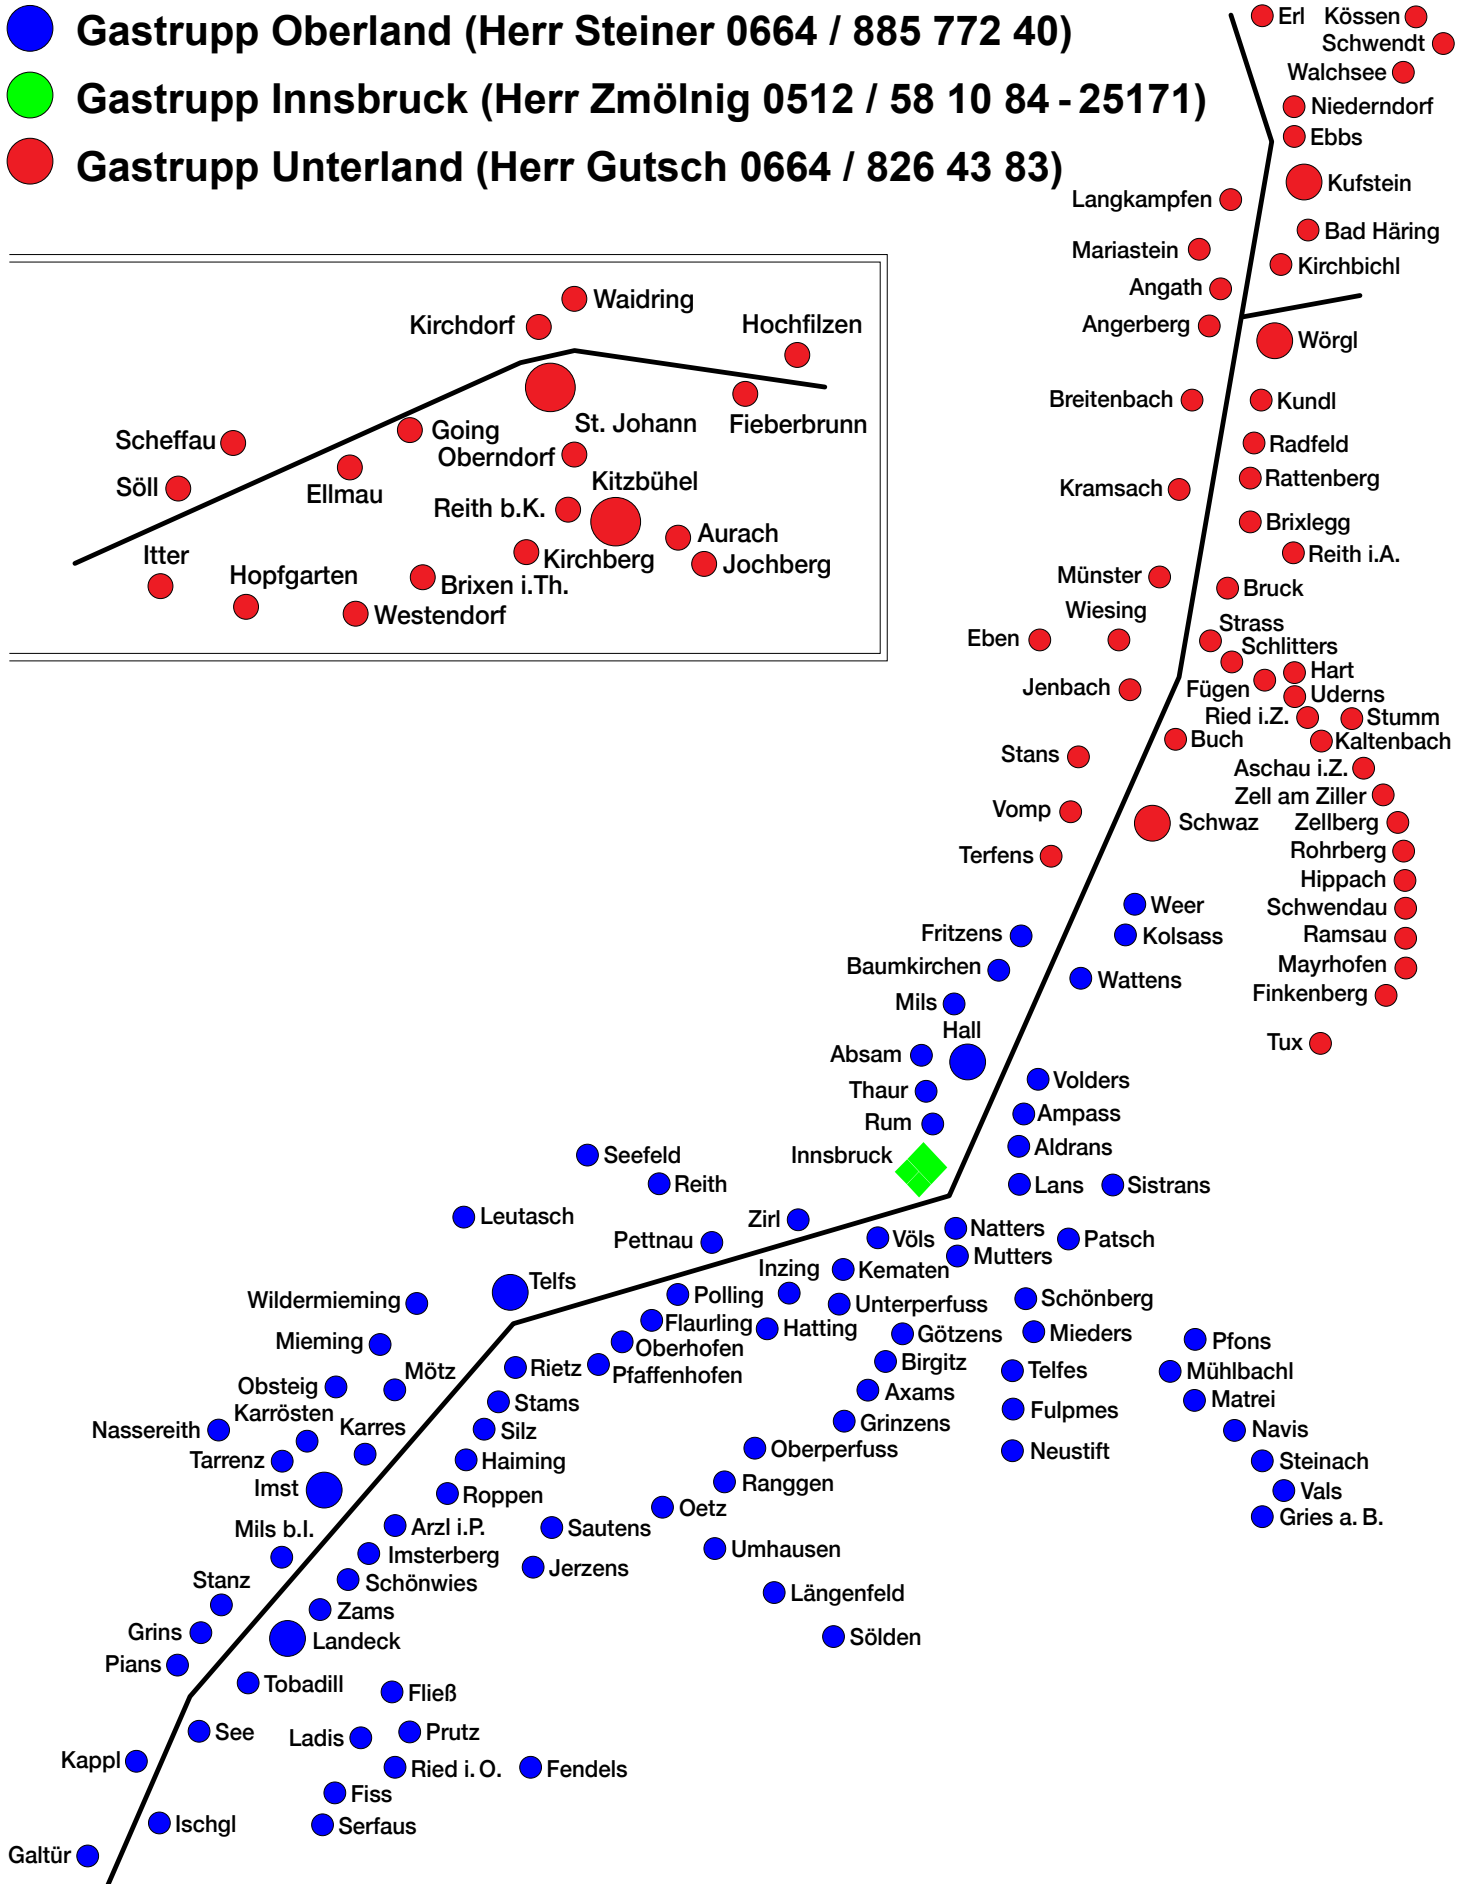 Gastrupp Oberland (Herr Steiner 0664 / 885 772 40)
Gastrupp Innsbruck (Herr Zmölnig 0512 / 58 10 84 - 25171)
Gastrupp Unterland (Herr Gutsch 0664 / 826 43 83)
Erl
Kössen
Schwendt
Walchsee
Niederndorf
Ebbs
Kufstein
Langkampfen
Bad Häring
Mariastein
Kirchbichl
Angath
Angerberg
Wörgl
Breitenbach
Kundl
Radfeld
Rattenberg
Kramsach
Brixlegg
Reith i.A.
Münster
Bruck
Wiesing
Eben
Strass
Schlitters
Hart
Jenbach
Fügen
Uderns
Ried i.Z.
Stumm
Buch
Kaltenbach
Stans
Aschau i.Z.
Zell am Ziller
Vomp
Schwaz
Zellberg
Terfens
Rohrberg
Hippach
Schwendau
Ramsau
Mayrhofen
Finkenberg
Tux
Waidring
Kirchdorf
Hochfilzen
St. Johann
Fieberbrunn
Scheffau
Going
Oberndorf
Söll
Ellmau
Kitzbühel
Reith b.K.
Aurach
Itter
Kirchberg
Jochberg
Hopfgarten
Brixen i.Th.
Westendorf
Weer
Fritzens
Kolsass
Baumkirchen
Wattens
Mils
Hall
Absam
Volders
Thaur
Ampass
Rum
Aldrans
Innsbruck
Seefeld
Reith
Lans
Sistrans
Leutasch
Zirl
Pettnau
Völs
Natters
Patsch
Mutters
Inzing
Kematen
Telfs
Wildermieming
Polling
Unterperfuss
Schönberg
Flaurling
Hatting
Götzens
Mieders
Pfons
Mieming
Oberhofen
Mötz
Rietz
Pfaffenhofen
Birgitz
Telfes
Mühlbachl
Obsteig
Axams
Matrei
Karrösten
Stams
Karres
Nassereith
Silz
Grinzens
Fulpmes
Navis
Tarrenz
Haiming
Oberperfuss
Neustift
Steinach
Imst
Roppen
Ranggen
Vals
Oetz
Gries a. B.
Mils b.I.
Arzl i.P.
Sautens
Imsterberg
Umhausen
Jerzens
Stanz
Schönwies
Längenfeld
Zams
Grins
Landeck
Sölden
Pians
Tobadill
Fließ
See
Ladis
Prutz
Kappl
Ried i. O.
Fendels
Fiss
Ischgl
Serfaus
Galtür